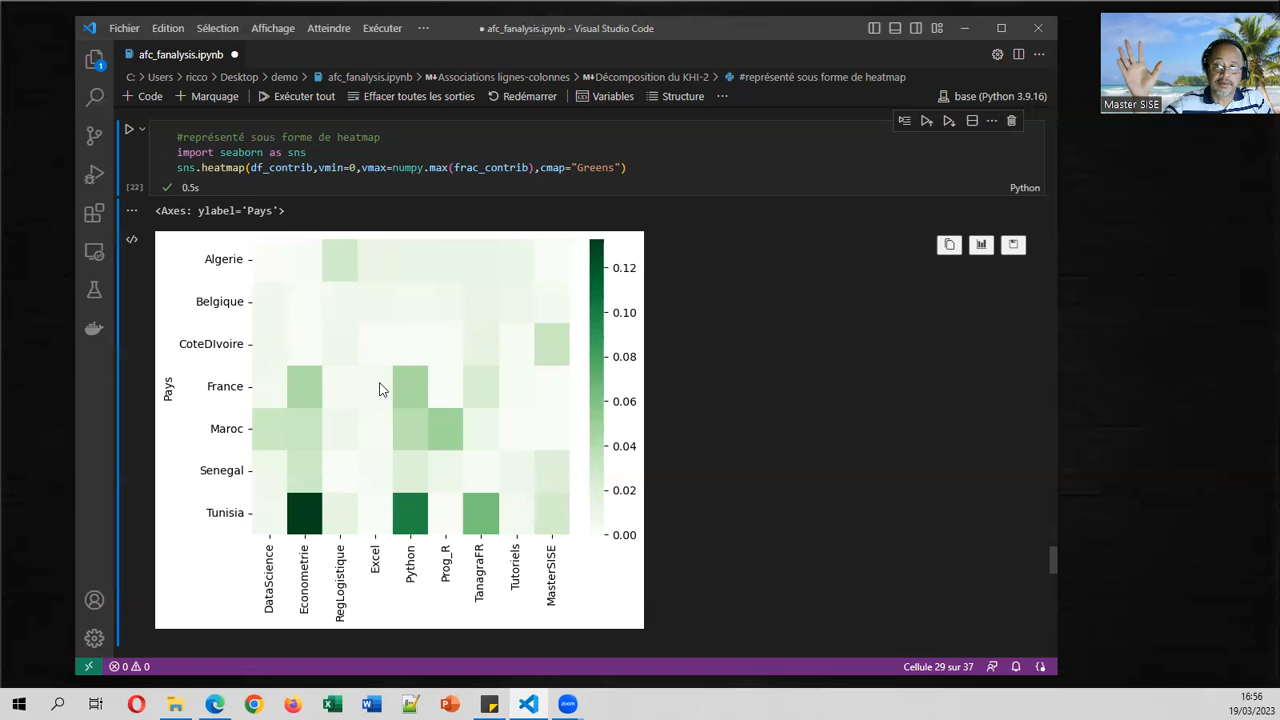 Fichier Edition Sélection Affichage Atteindre Exécuter ··· ● afc_fanalysis.ipynb - Visual Studio Code
afc_fanalysis.ipynb ●
1
C: > Users > ricco > Desktop > demo > afc_fanalysis.ipynb > Associations lignes-colonnes > Décomposition du KHI-2 > #représenté sous forme de heatmap
+ Code + Marquage Exécuter tout Effacer toutes les sorties Redémarrer Variables Structure ··· base (Python 3.9.16)
#représenté sous forme de heatmap
import seaborn as sns
sns.heatmap(df_contrib,vmin=0,vmax=numpy.max(frac_contrib),cmap="Greens")
[22] ✓ 0.5s Python
<Axes: ylabel='Pays'>
Pays
Algerie
Belgique
CoteDIvoire
France
Maroc
Senegal
Tunisia
DataScience
Econometrie
RegLogistique
Excel
Python
Prog_R
TanagraFR
Tutoriels
MasterSISE
0.12
0.10
0.08
0.06
0.04
0.02
0.00
0 0 Cellule 29 sur 37
Master SISE
zoom
16:56
19/03/2023